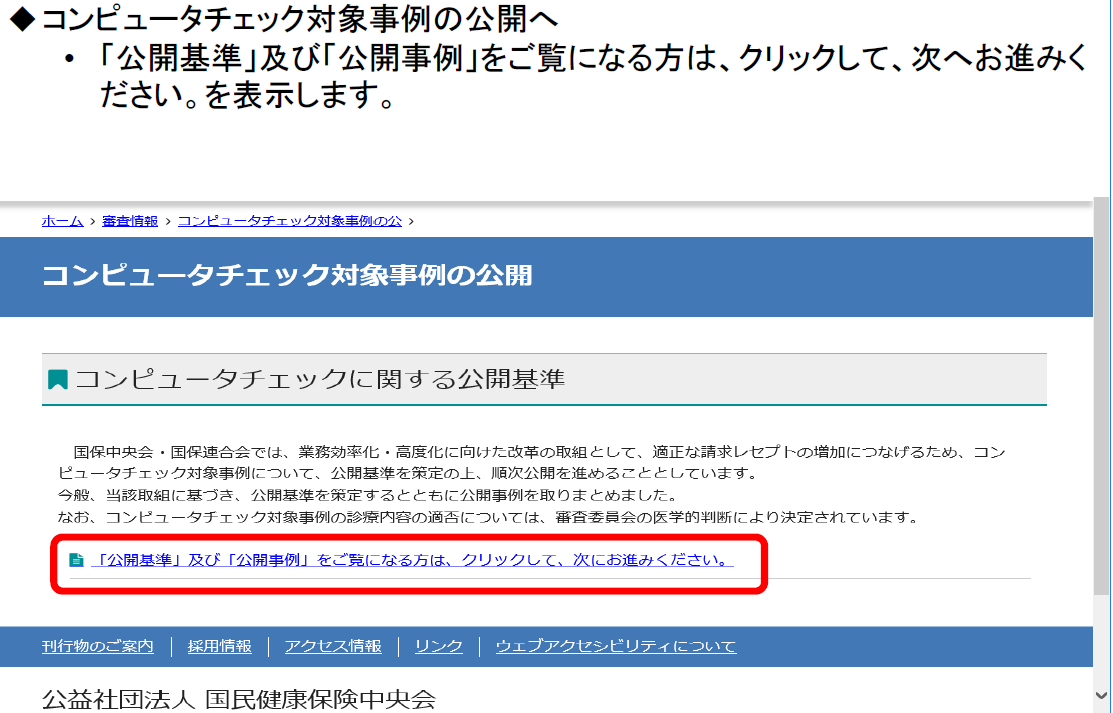 ◆コンピュータチェック対象事例の公開へ
• 「公開基準」及び「公開事例」をご覧になる方は、クリックして、次へお進みく
ださい。を表示します。
ホーム › 審査情報 › コンピュータチェック対象事例の公 ›
コンピュータチェック対象事例の公開
コンピュータチェックに関する公開基準
国保中央会・国保連合会では、業務効率化・高度化に向けた改革の取組として、適正な請求レセプトの増加につなげるため、コン
ピュータチェック対象事例について、公開基準を策定の上、順次公開を進めることとしています。
今般、当該取組に基づき、公開基準を策定するとともに公開事例を取りまとめました。
なお、コンピュータチェック対象事例の診療内容の適否については、審査委員会の医学的判断により決定されています。
「公開基準」及び「公開事例」をご覧になる方は、クリックして、次にお進みください。
刊行物のご案内 | 採用情報 | アクセス情報 | リンク | ウェブアクセシビリティについて
公益社団法人 国民健康保険中央会